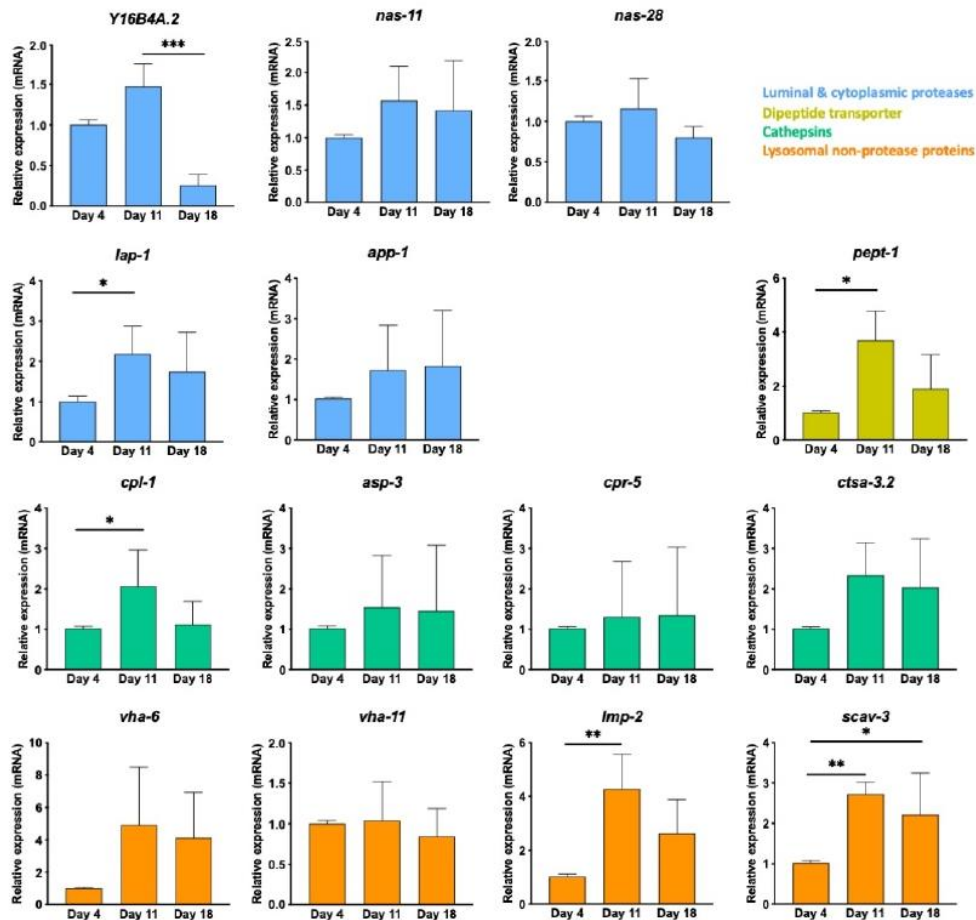 Y16B4A.2
***
Relative expression (mRNA)
2.0
1.5
1.0
0.5
0.0
Day 4 Day 11 Day 18
nas-11
Relative expression (mRNA)
2.5
2.0
1.5
1.0
0.5
0.0
Day 4 Day 11 Day 18
nas-28
Relative expression (mRNA)
2.0
1.5
1.0
0.5
0.0
Day 4 Day 11 Day 18
Luminal & cytoplasmic proteases
Dipeptide transporter
Cathepsins
Lysosomal non-protease proteins
lap-1
*
Relative expression (mRNA)
4
3
2
1
0
Day 4 Day 11 Day 18
app-1
Relative expression (mRNA)
4
3
2
1
0
Day 4 Day 11 Day 18
pept-1
*
Relative expression (mRNA)
6
4
2
0
Day 4 Day 11 Day 18
cpl-1
*
Relative expression (mRNA)
4
3
2
1
0
Day 4 Day 11 Day 18
asp-3
Relative expression (mRNA)
4
3
2
1
0
Day 4 Day 11 Day 18
cpr-5
Relative expression (mRNA)
4
3
2
1
0
Day 4 Day 11 Day 18
ctsa-3.2
Relative expression (mRNA)
4
3
2
1
0
Day 4 Day 11 Day 18
vha-6
Relative expression (mRNA)
10
8
6
4
2
0
Day 4 Day 11 Day 18
vha-11
Relative expression (mRNA)
2.0
1.5
1.0
0.5
0.0
Day 4 Day 11 Day 18
lmp-2
**
Relative expression (mRNA)
6
4
2
0
Day 4 Day 11 Day 18
scav-3
*
**
Relative expression (mRNA)
4
3
2
1
0
Day 4 Day 11 Day 18